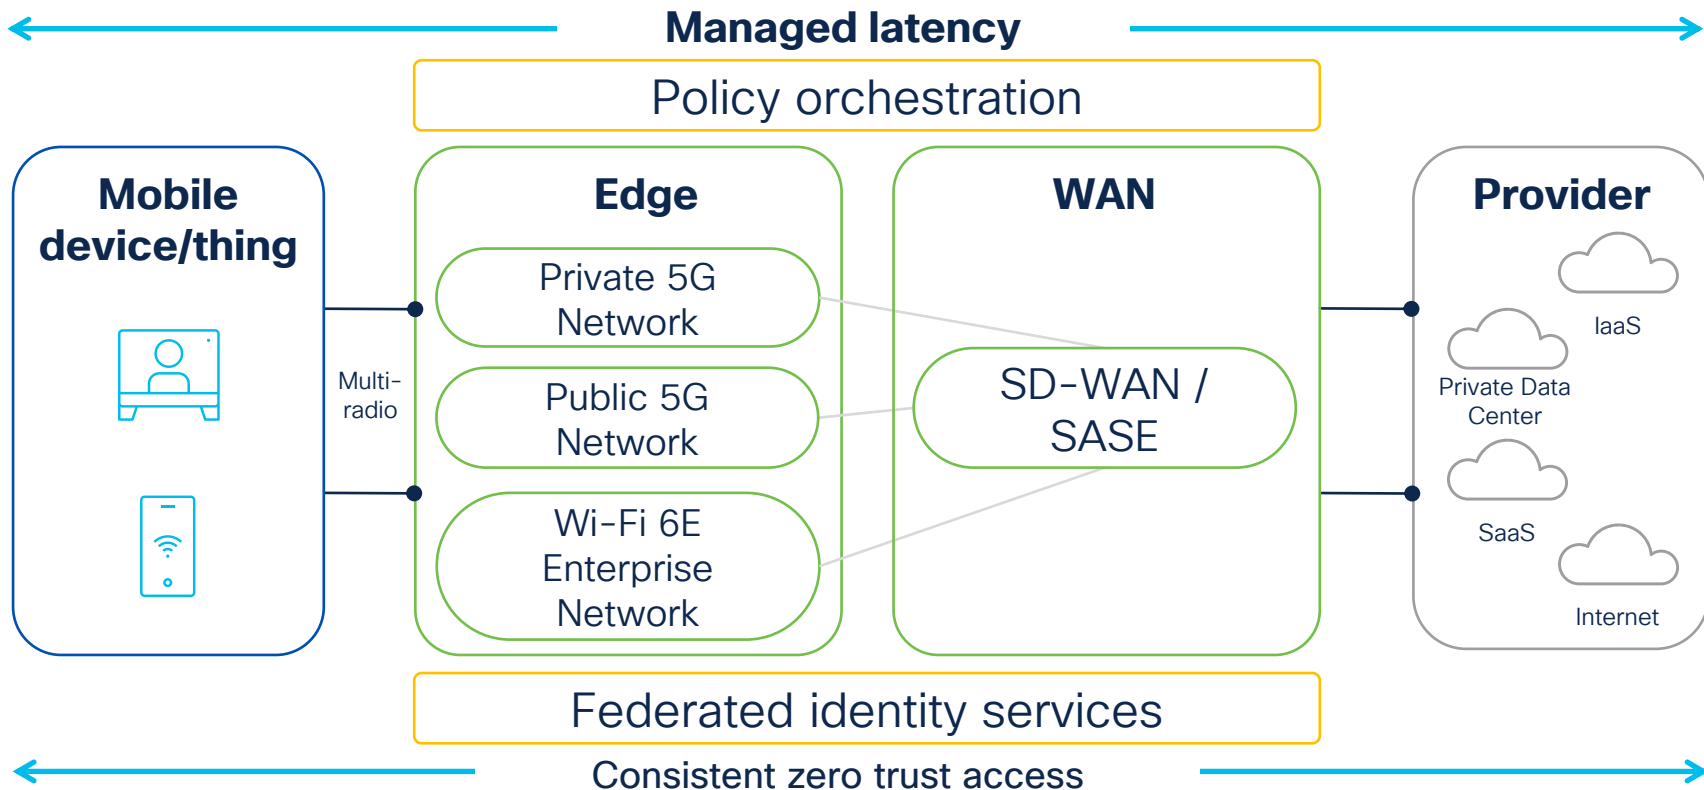 Managed latency
Policy orchestration
Mobile
device/thing
Multi-
radio
Edge
Private 5G
Network
Public 5G
Network
Wi-Fi 6E
Enterprise
Network
WAN
SD-WAN /
SASE
Provider
IaaS
Private Data
Center
SaaS
Internet
Federated identity services
Consistent zero trust access